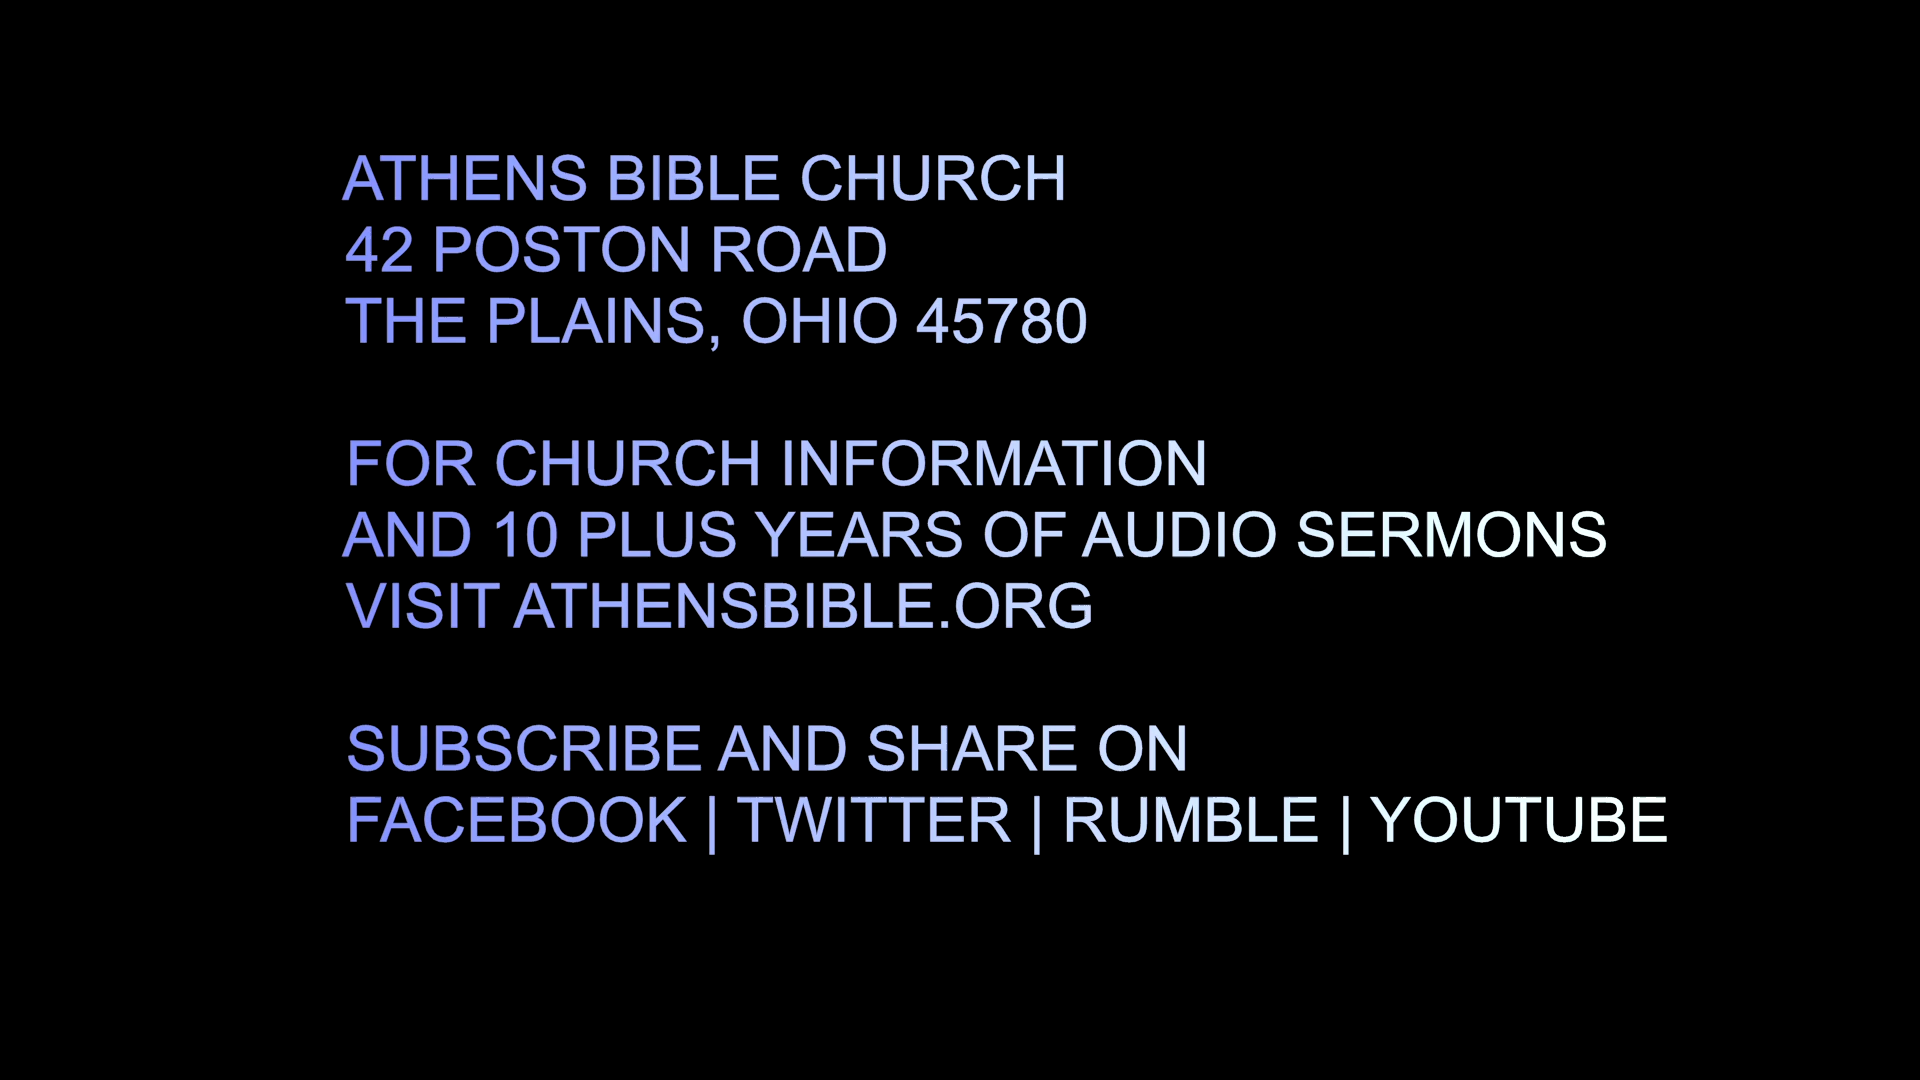 ATHENS BIBLE CHURCH
42 POSTON ROAD
THE PLAINS, OHIO 45780
FOR CHURCH INFORMATION
AND 10 PLUS YEARS OF AUDIO SERMONS
VISIT ATHENSBIBLE.ORG
SUBSCRIBE AND SHARE ON
FACEBOOK | TWITTER | RUMBLE | YOUTUBE